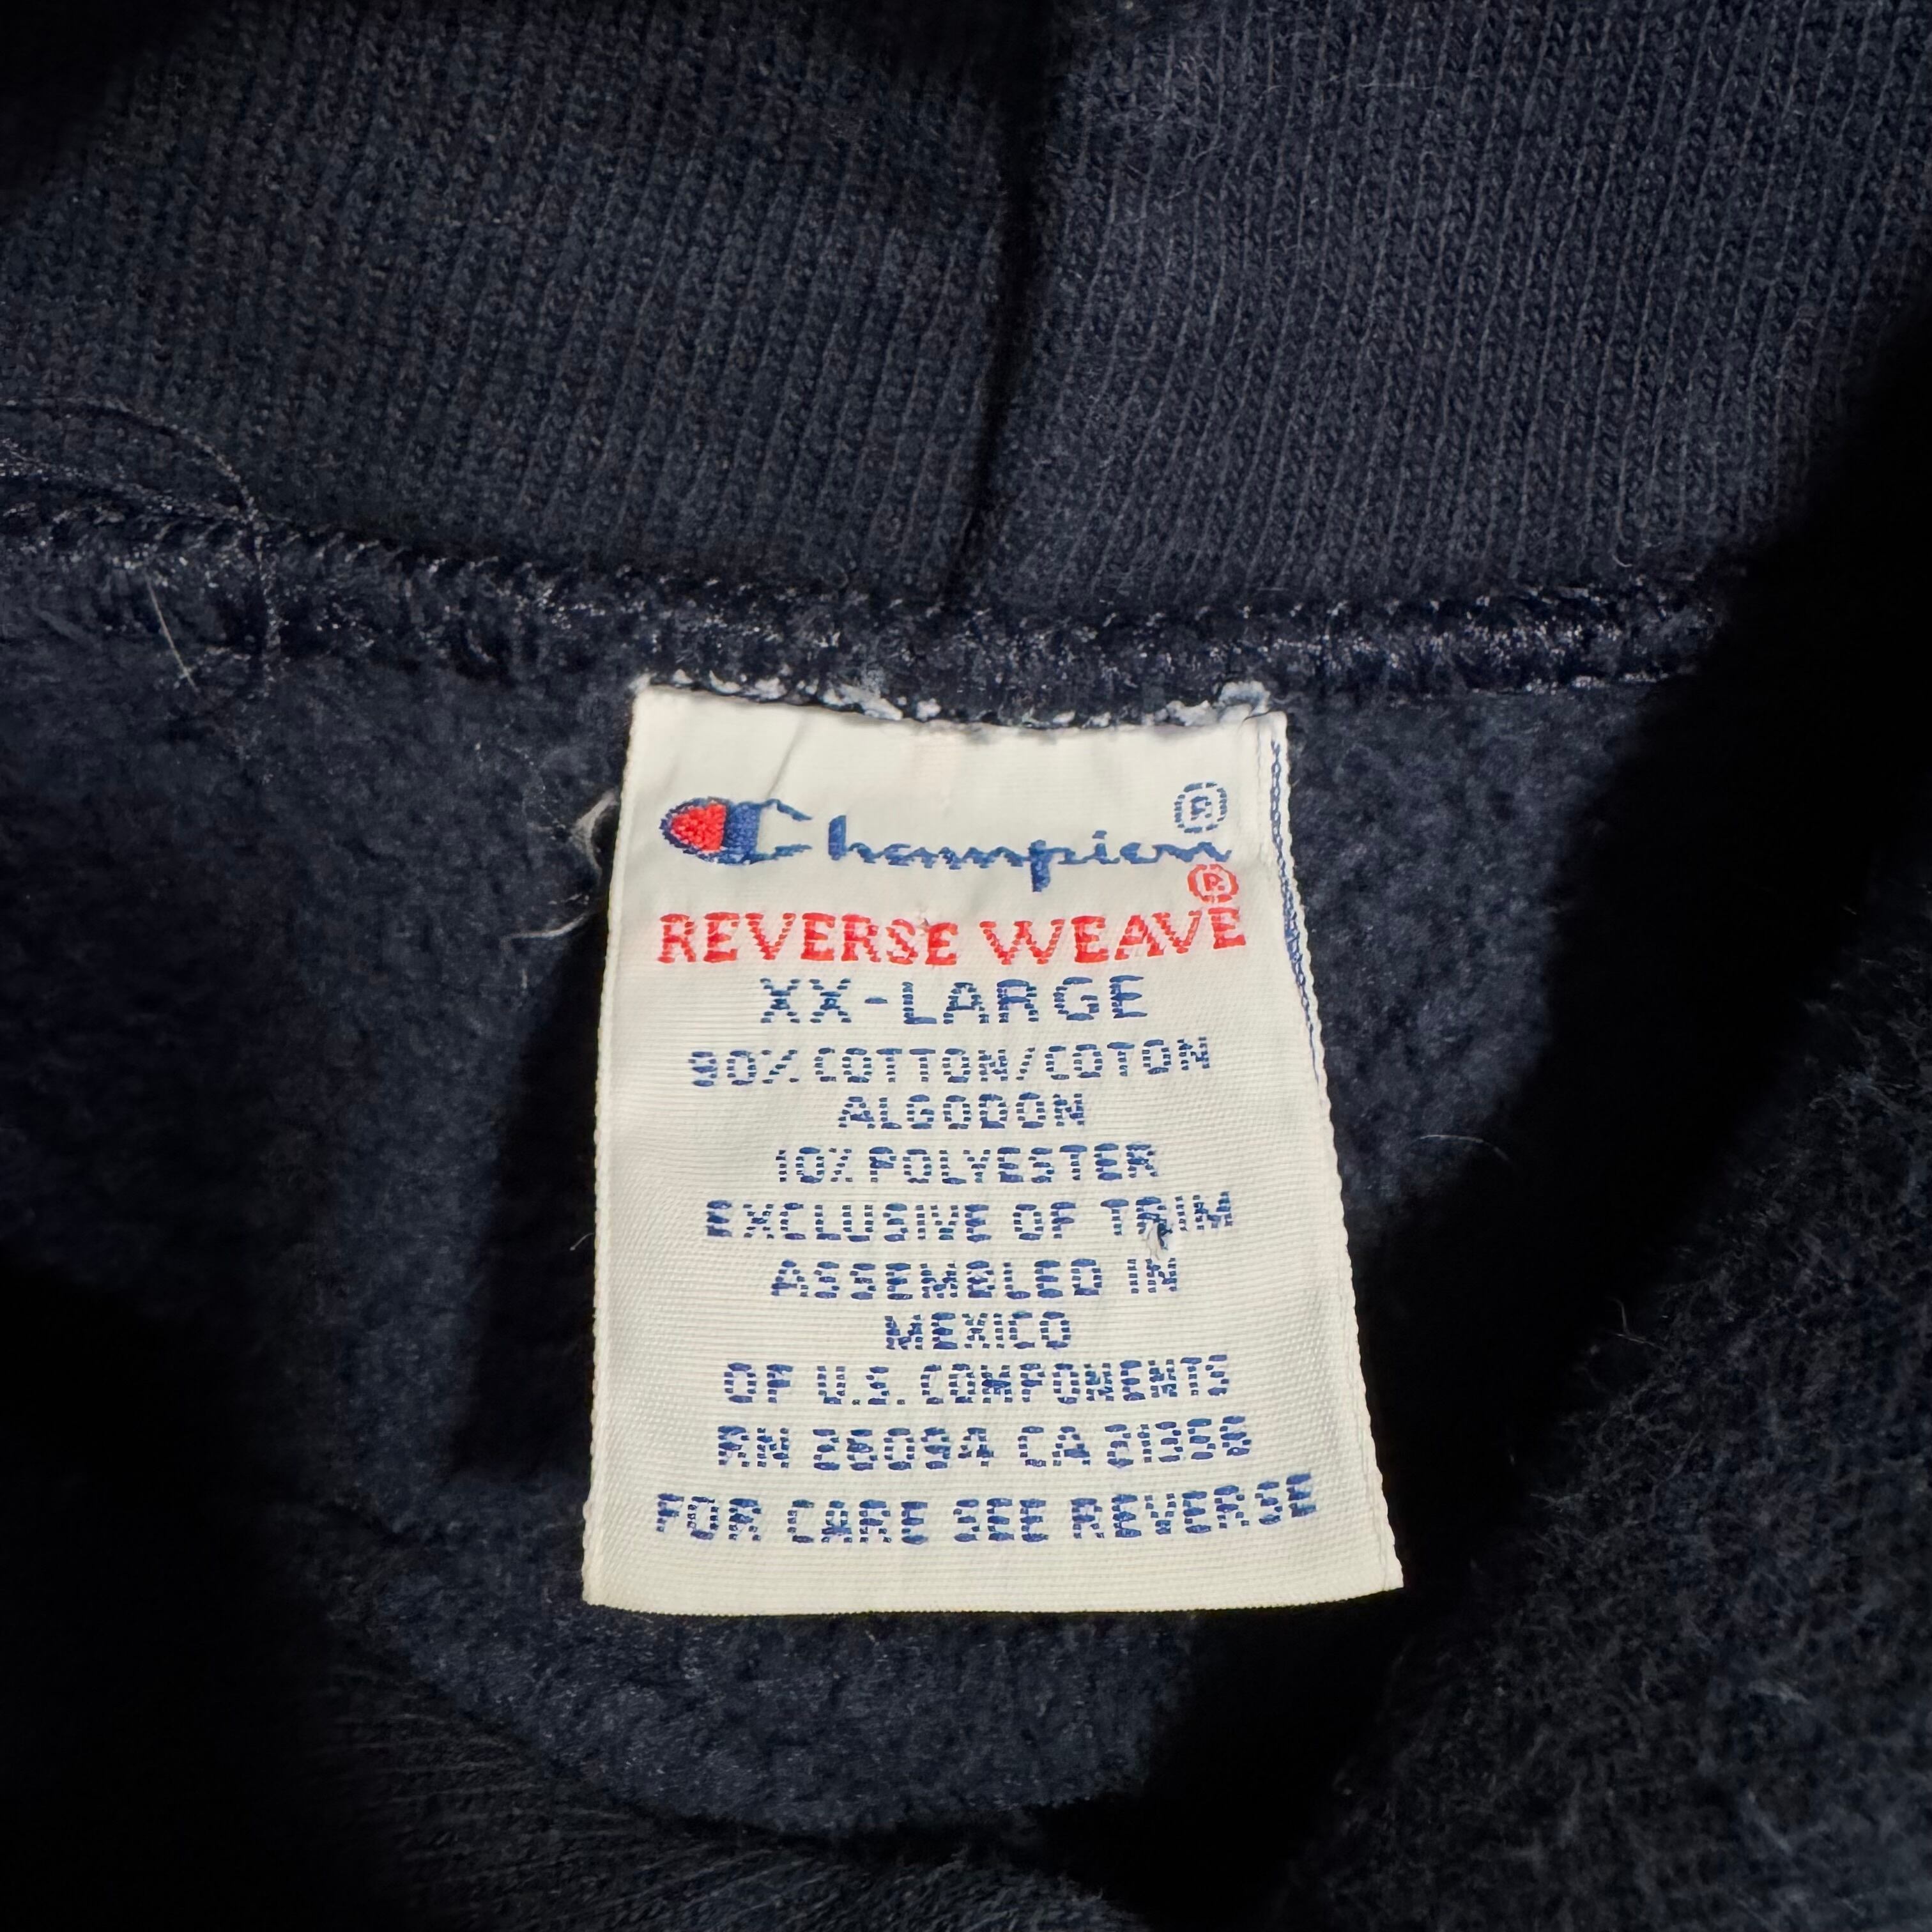 Champion®
REVERSE WEAVE®
XX-LARGE
90% COTTON/COTON
ALGODON
10% POLYESTER
EXCLUSIVE OF TRIM
ASSEMBLED IN
MEXICO
OF U.S. COMPONENTS
RN 26094 CA 21356
FOR CARE SEE REVERSE